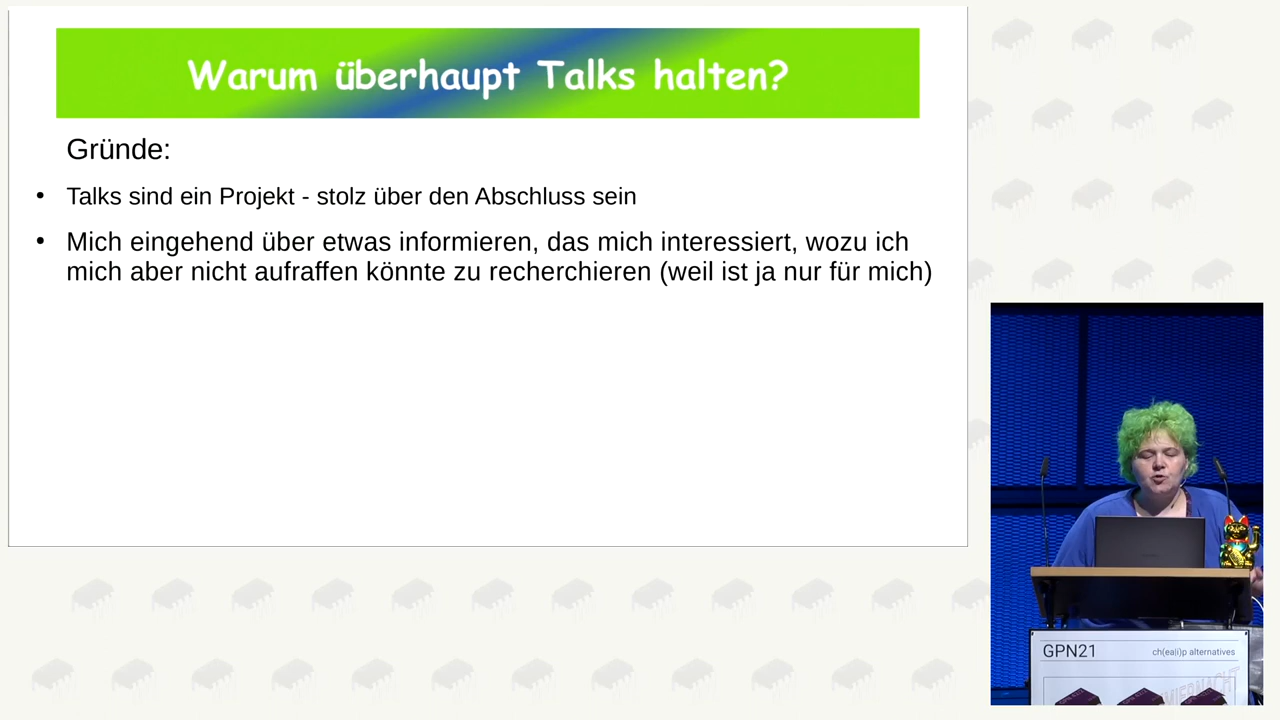 Warum überhaupt Talks halten?
Gründe:
• Talks sind ein Projekt - stolz über den Abschluss sein
• Mich eingehend über etwas informieren, das mich interessiert, wozu ich
mich aber nicht aufraffen könnte zu recherchieren (weil ist ja nur für mich)
GPN21
ch(ea|i)p alternatives